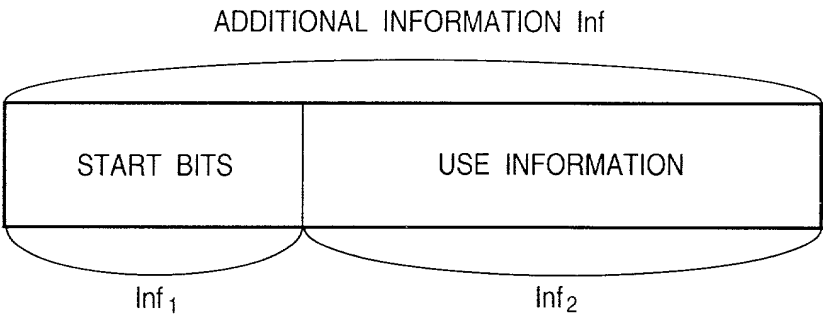 ADDITIONAL INFORMATION Inf
START BITS USE INFORMATION
Inf₁ Inf₂